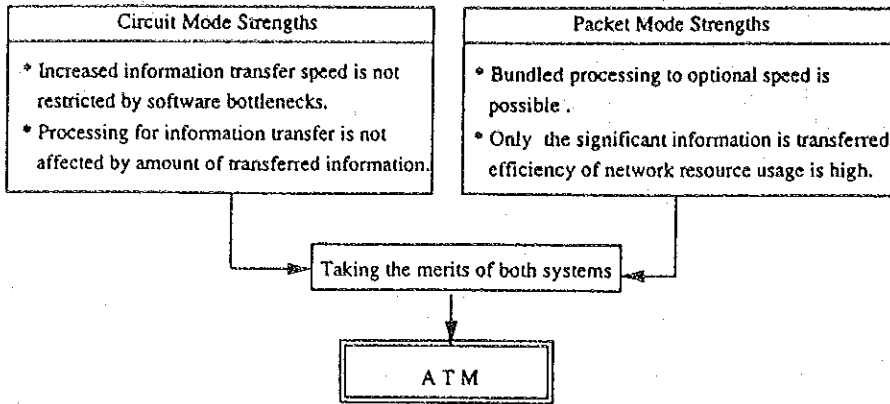 Circuit Mode Strengths
* Increased information transfer speed is not
restricted by software bottlenecks.
* Processing for information transfer is not
affected by amount of transferred information.
Packet Mode Strengths
* Bundled processing to optional speed is
possible .
* Only the significant information is transferred
efficiency of network resource usage is high.
Taking the merits of both systems
A T M